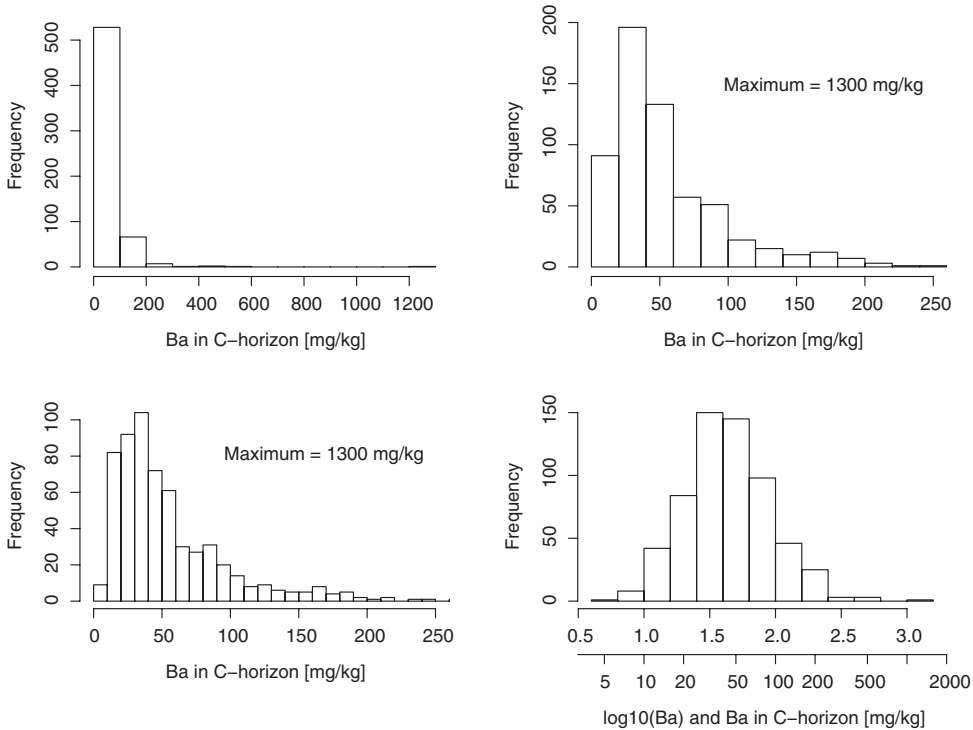 Frequency
0
100
200
300
400
500
0 200 400 600 800 1000 1200
Ba in C−horizon [mg/kg]
Frequency
0
50
100
150
200
Maximum = 1300 mg/kg
0 50 100 150 200 250
Ba in C−horizon [mg/kg]
Frequency
0
20
40
60
80
100
Maximum = 1300 mg/kg
0 50 100 150 200 250
Ba in C−horizon [mg/kg]
Frequency
0
50
100
150
0.5 1.0 1.5 2.0 2.5 3.0
5 10 20 50 100 200 500 2000
log10(Ba) and Ba in C−horizon [mg/kg]